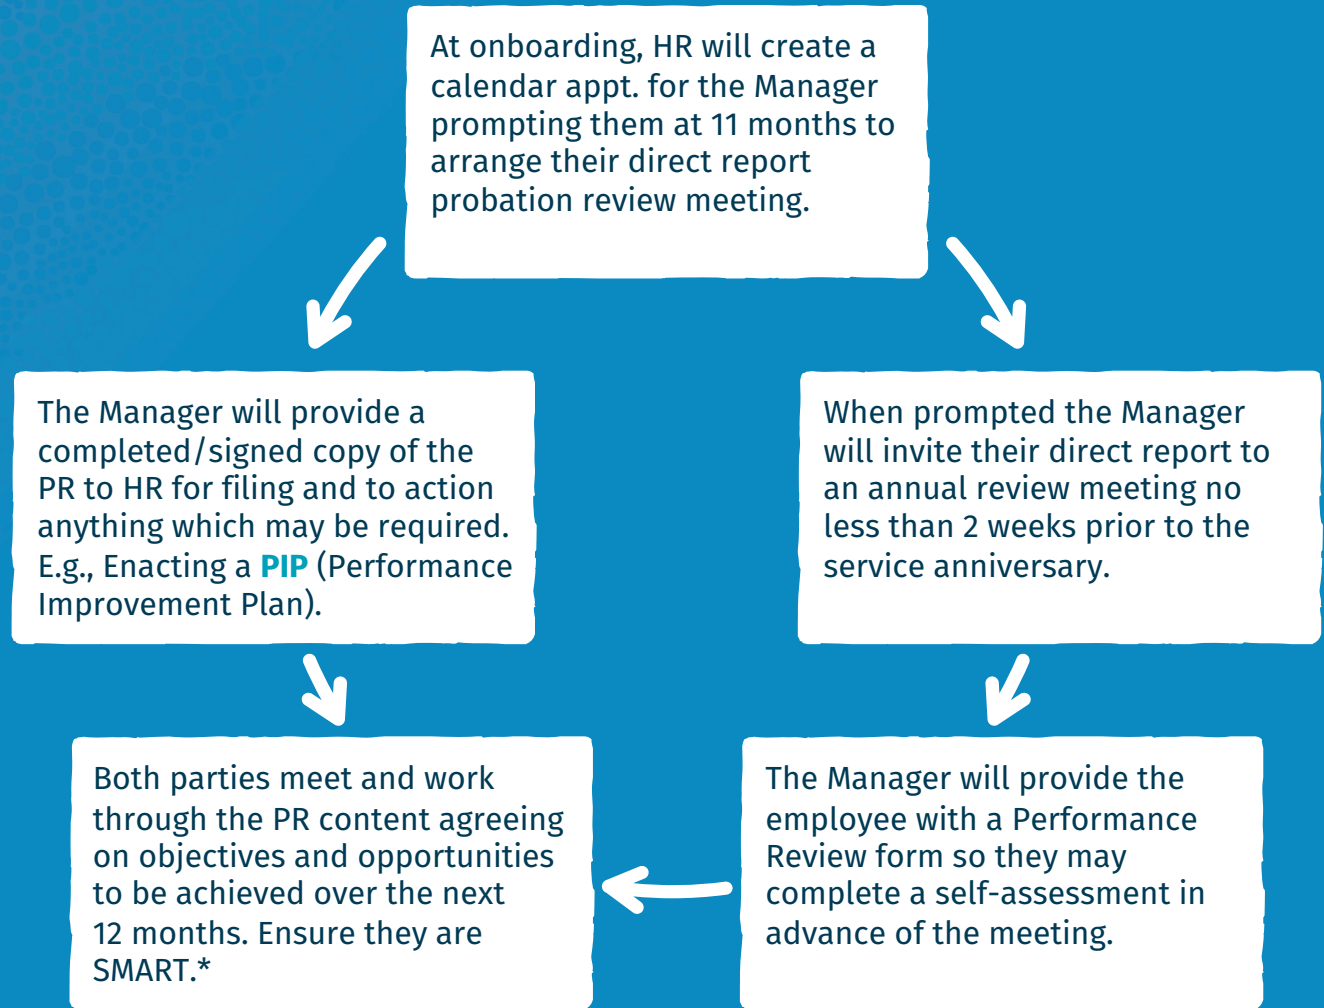 At onboarding, HR will create a
calendar appt. for the Manager
prompting them at 11 months to
arrange their direct report
probation review meeting.
The Manager will provide a
completed/signed copy of the
PR to HR for filing and to action
anything which may be required.
E.g., Enacting a PIP (Performance
Improvement Plan).
When prompted the Manager
will invite their direct report to
an annual review meeting no
less than 2 weeks prior to the
service anniversary.
Both parties meet and work
through the PR content agreeing
on objectives and opportunities
to be achieved over the next
12 months. Ensure they are
SMART.*
The Manager will provide the
employee with a Performance
Review form so they may
complete a self-assessment in
advance of the meeting.